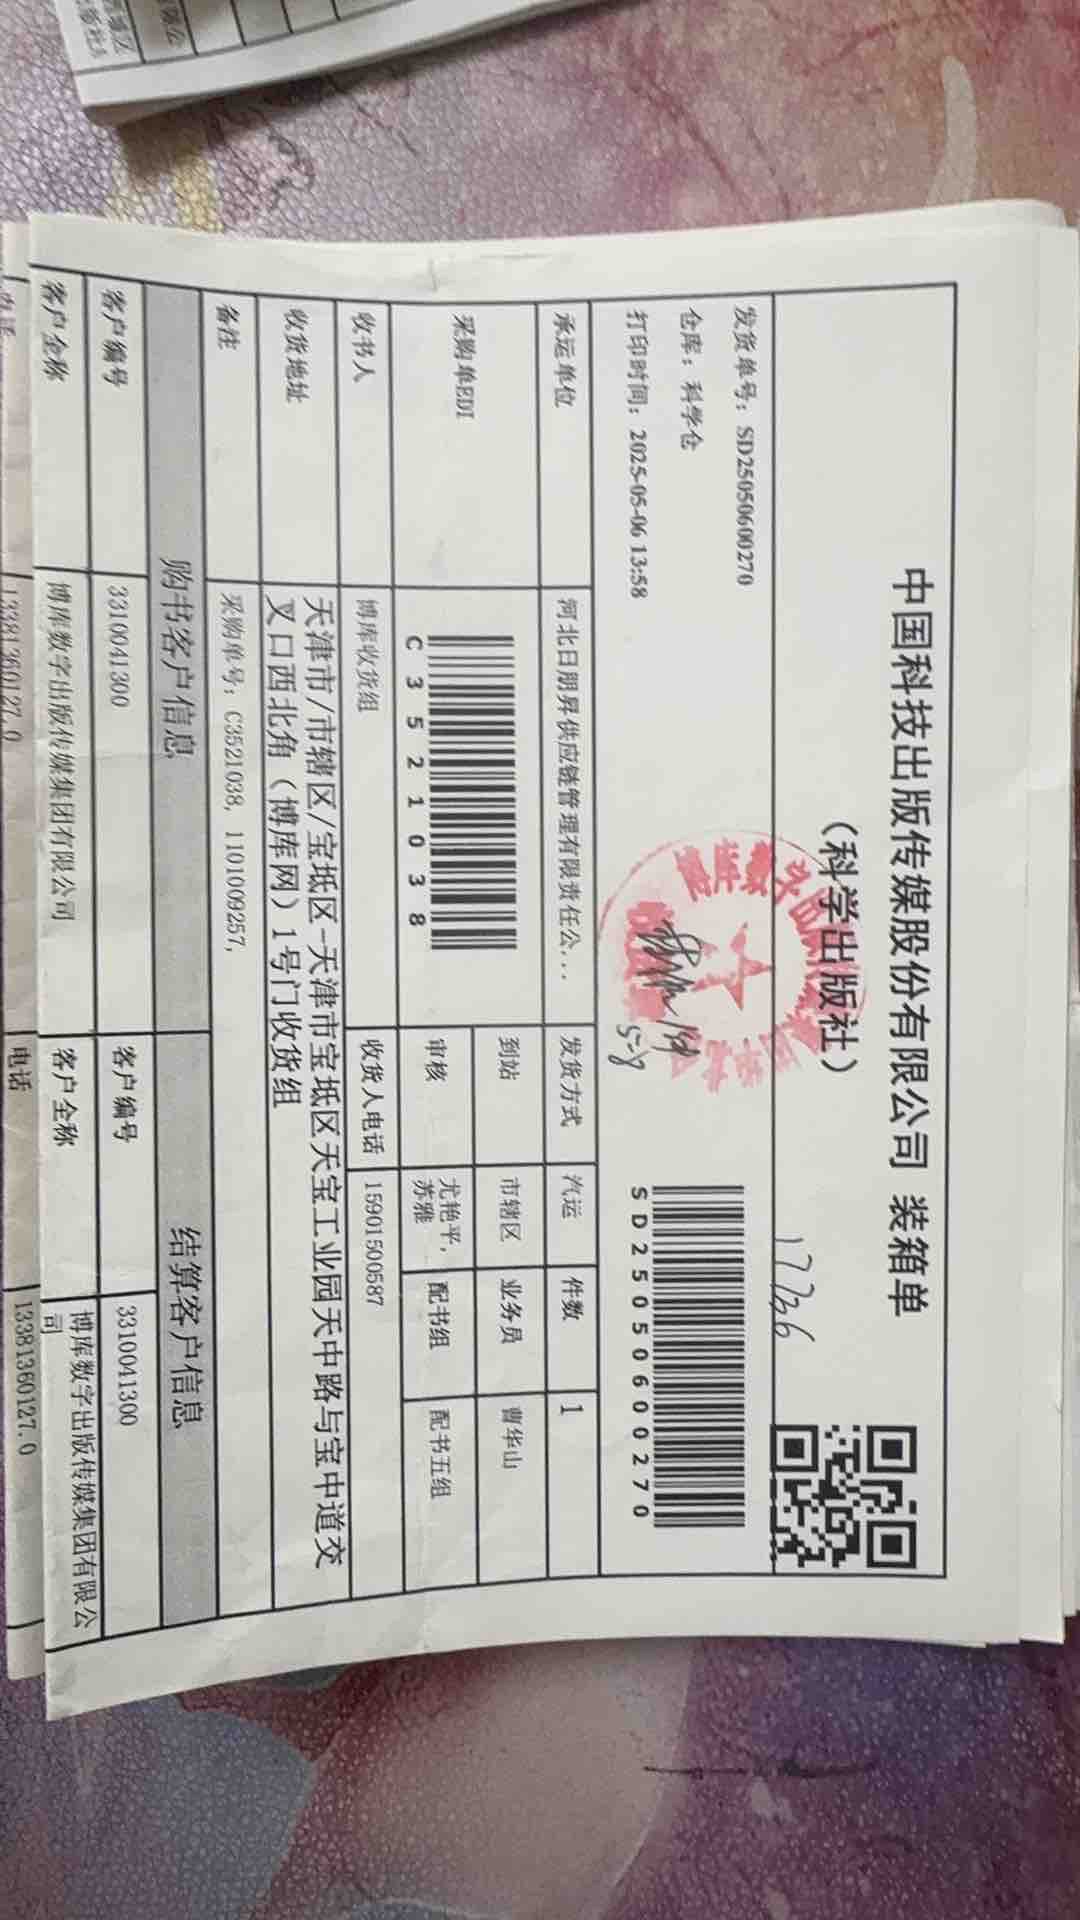 中国科技出版传媒股份有限公司 装箱单
（科学出版社）
17736
发货单号：SD25050600270
仓库：科学仓
打印时间：2025-05-06 13:58
SD25050600270
5-8
承运单位 河北日朋昇供应链管理有限责任公... 发货方式 汽运 件数 1
采购单EDI C3521038 到站 市辖区 业务员 曹华山
审核 尤艳平, 苏雅 配书组 配书五组
收书人 博库收货组 收货人电话 15901500587
收货地址 天津市/市辖区/宝坻区-天津市宝坻区天宝工业园天中路与宝中道交
叉口西北角（博库网）1号门收货组
备注 采购单号：C3521038, 1101009257,
购书客户信息 结算客户信息
客户编号 3310041300 客户编号 3310041300
客户全称 博库数字出版传媒集团有限公司 客户全称 博库数字出版传媒集团有限公
司
电话 13381360127.0 电话 13381360127.0